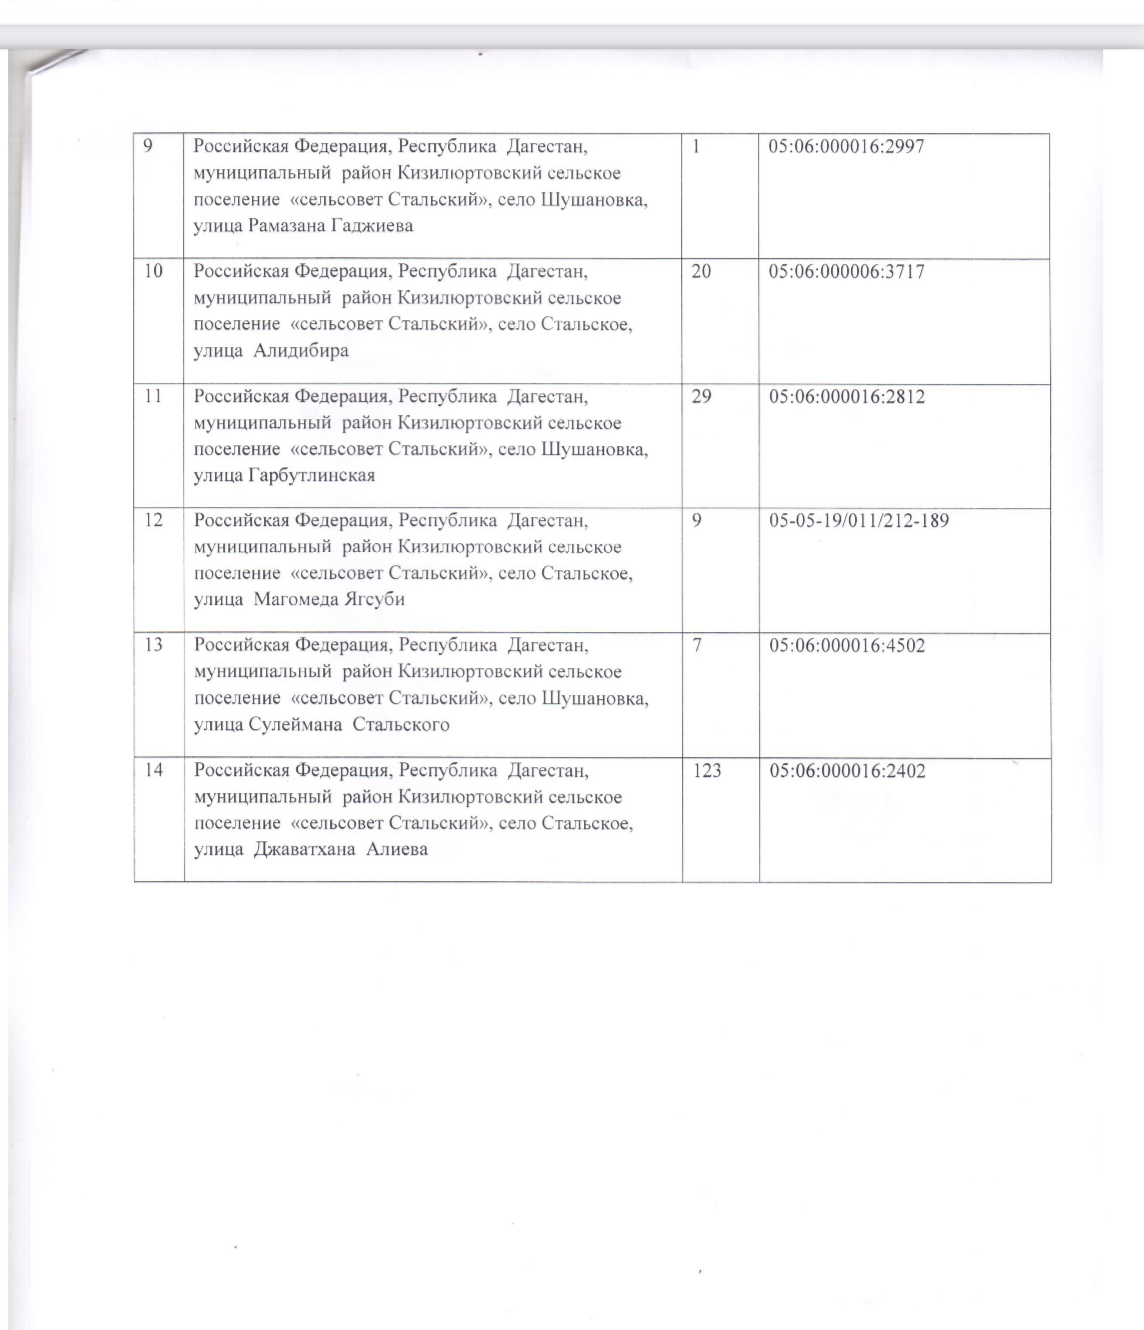 9 Российская Федерация, Республика Дагестан, 1 05:06:000016:2997
муниципальный район Кизилюртовский сельское
поселение «сельсовет Стальский», село Шушановка,
улица Рамазана Гаджиева
10 Российская Федерация, Республика Дагестан, 20 05:06:000006:3717
муниципальный район Кизилюртовский сельское
поселение «сельсовет Стальский», село Стальское,
улица Алидибира
11 Российская Федерация, Республика Дагестан, 29 05:06:000016:2812
муниципальный район Кизилюртовский сельское
поселение «сельсовет Стальский», село Шушановка,
улица Гарбутлинская
12 Российская Федерация, Республика Дагестан, 9 05-05-19/011/212-189
муниципальный район Кизилюртовский сельское
поселение «сельсовет Стальский», село Стальское,
улица Магомеда Ягсуби
13 Российская Федерация, Республика Дагестан, 7 05:06:000016:4502
муниципальный район Кизилюртовский сельское
поселение «сельсовет Стальский», село Шушановка,
улица Сулеймана Стальского
14 Российская Федерация, Республика Дагестан, 123 05:06:000016:2402
муниципальный район Кизилюртовский сельское
поселение «сельсовет Стальский», село Стальское,
улица Джаватхана Алиева